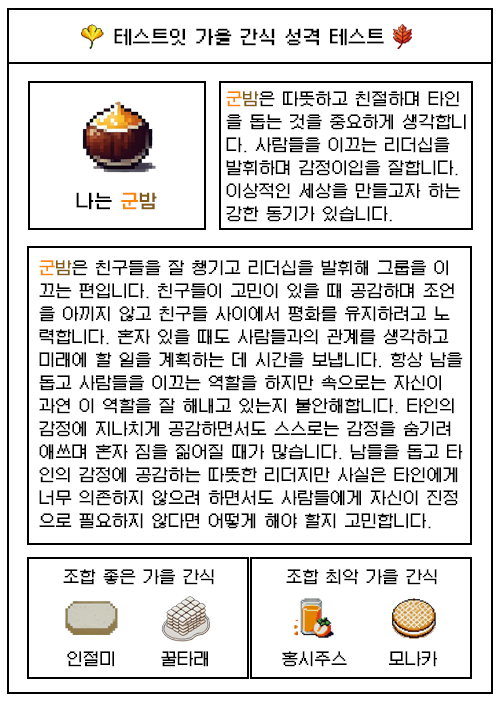 테스트잇 가을 간식 성격 테스트
나는 군밤
군밤은 따뜻하고 친절하며 타인
을 돕는 것을 중요하게 생각합니
다. 사람들을 이끄는 리더십을
발휘하며 감정이입을 잘합니다.
이상적인 세상을 만들고자 하는
강한 동기가 있습니다.
군밤은 친구들을 잘 챙기고 리더십을 발휘해 그룹을 이
끄는 편입니다. 친구들이 고민이 있을 때 공감하며 조언
을 아끼지 않고 친구들 사이에서 평화를 유지하려고 노
력합니다. 혼자 있을 때도 사람들과의 관계를 생각하고
미래에 할 일을 계획하는 데 시간을 보냅니다. 항상 남을
돕고 사람들을 이끄는 역할을 하지만 속으로는 자신이
과연 이 역할을 잘 해내고 있는지 불안해합니다. 타인의
감정에 지나치게 공감하면서도 스스로는 감정을 숨기려
애쓰며 혼자 짐을 짊어질 때가 많습니다. 남들을 돕고 타
인의 감정에 공감하는 따뜻한 리더지만 사실은 타인에게
너무 의존하지 않으려 하면서도 사람들에게 자신이 진정
으로 필요하지 않다면 어떻게 해야 할지 고민합니다.
조합 좋은 가을 간식
인절미
꿀타래
조합 최악 가을 간식
홍시주스
모나카